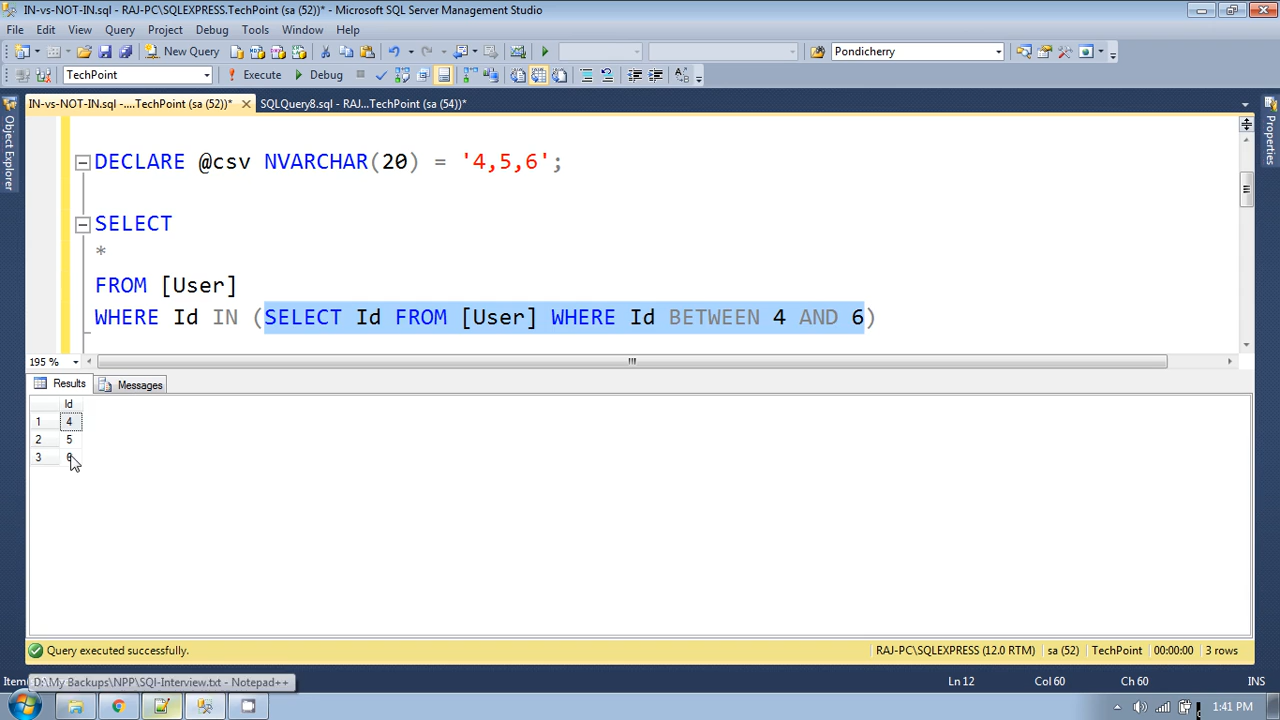 IN-vs-NOT-IN.sql - RAJ-PC\SQLEXPRESS.TechPoint (sa (52))* - Microsoft SQL Server Management Studio
File Edit View Query Project Debug Tools Window Help
New Query Pondicherry
TechPoint Execute Debug
IN-vs-NOT-IN.sql -....TechPoint (sa (52))* SQLQuery8.sql - RAJ...TechPoint (sa (54))*
Object Explorer
Properties
DECLARE @csv NVARCHAR(20) = '4,5,6';
SELECT
*
FROM [User]
WHERE Id IN (SELECT Id FROM [User] WHERE Id BETWEEN 4 AND 6)
195 %
Results Messages
Id
1 4
2 5
3 6
Query executed successfully. RAJ-PC\SQLEXPRESS (12.0 RTM) sa (52) TechPoint 00:00:00 3 rows
Item( D:\My Backups\NPP\SQl-Interview.txt - Notepad++ Ln 12 Col 60 Ch 60 INS
1:41 PM